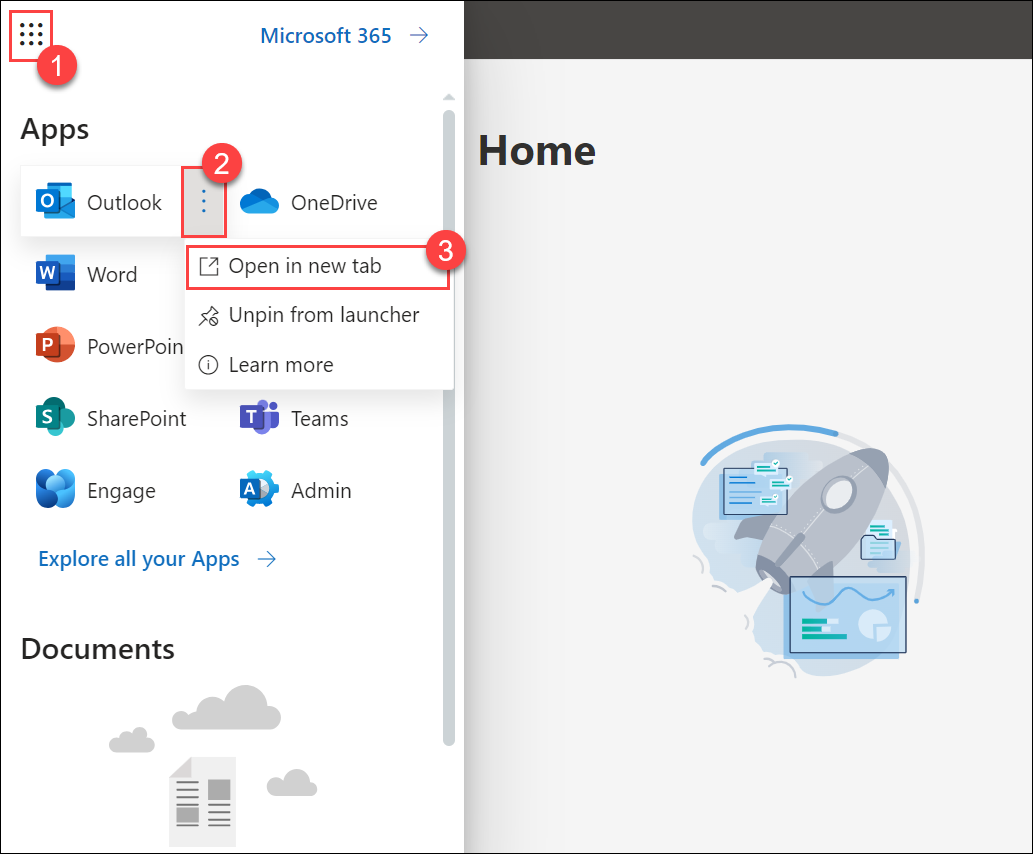 1
Microsoft 365
Apps
Home
2
O Outlook
OneDrive
3
Open in new tab
W Word
Unpin from launcher
P PowerPoin
Learn more
S SharePoint
T Teams
Engage
A Admin
Explore all your Apps
Documents